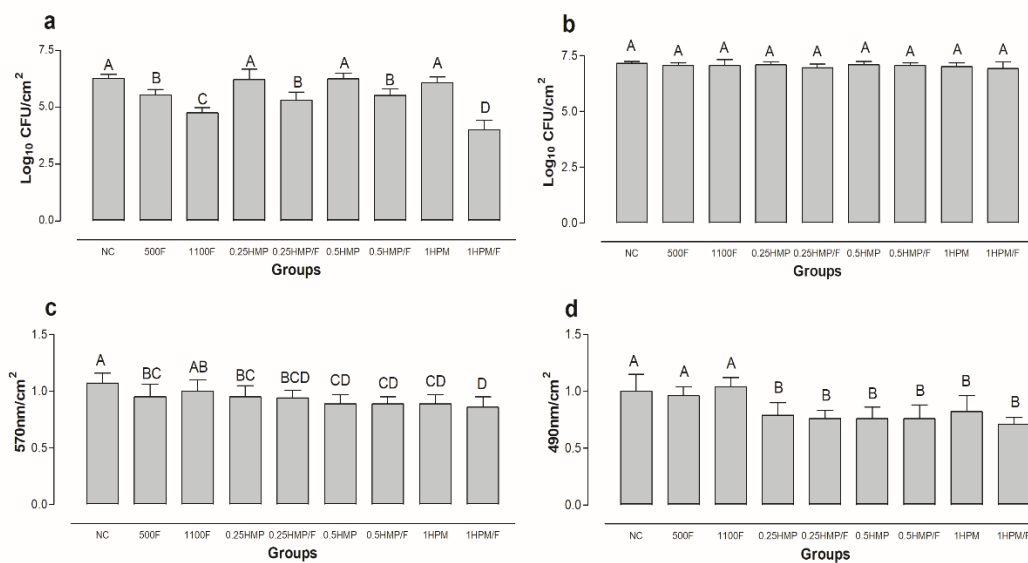 a
Log10 CFU/cm2
7.5
5.0
2.5
0.0
A
B
C
A
B
A
B
A
D
NC 500F 1100F 0.25HMP 0.25HMP/F 0.5HMP 0.5HMP/F 1HPM 1HPM/F
Groups
b
Log10 CFU/cm2
7.5
5.0
2.5
0.0
A A A A A A A A A
NC 500F 1100F 0.25HMP 0.25HMP/F 0.5HMP 0.5HMP/F 1HPM 1HPM/F
Groups
c
570nm/cm2
1.5
1.0
0.5
0.0
A BC AB BC BCD CD CD CD D
NC 500F 1100F 0.25HMP 0.25HMP/F 0.5HMP 0.5HMP/F 1HPM 1HPM/F
Groups
d
490nm/cm2
1.5
1.0
0.5
0.0
A A A B B B B B B
NC 500F 1100F 0.25HMP 0.25HMP/F 0.5HMP 0.5HMP/F 1HPM 1HPM/F
Groups